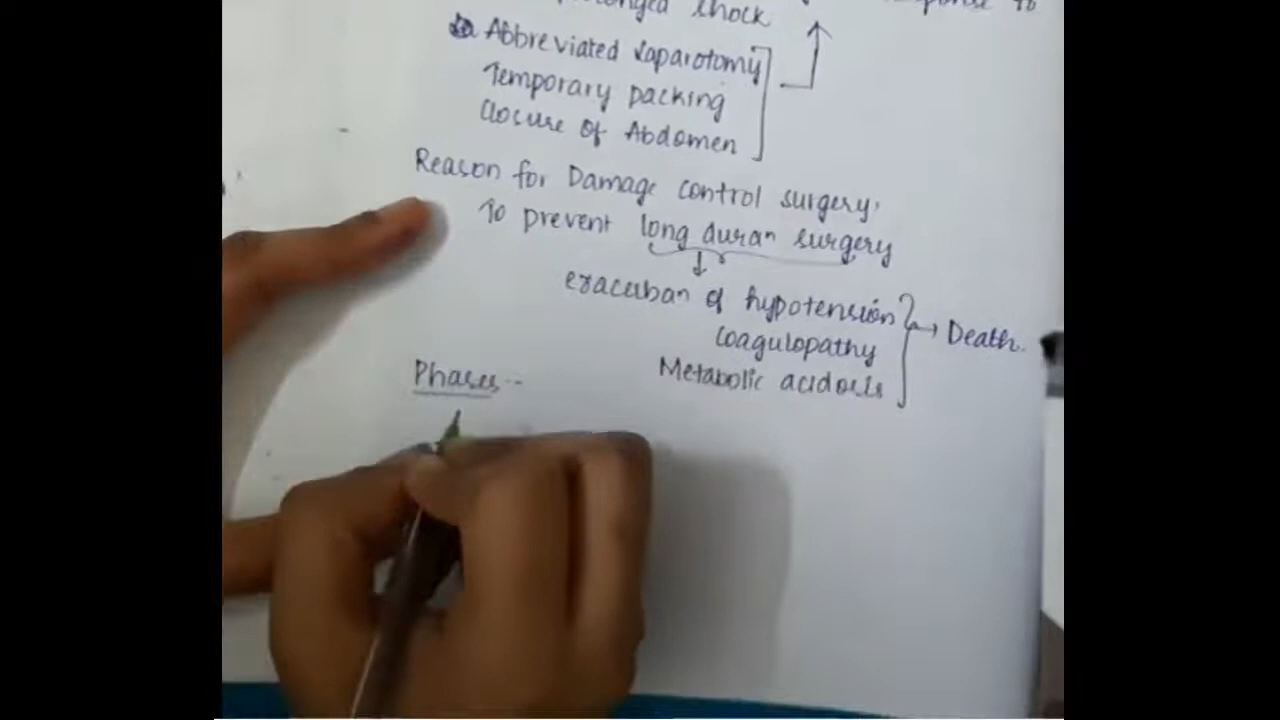 shock
Abbreviated Laparotomy
Temporary packing
Closure of Abdomen
Reason for Damage control surgery,
To prevent long duran surgery
↓
of hypotension
Coagulopathy → Death.
Metabolic acidosis
Phases :-